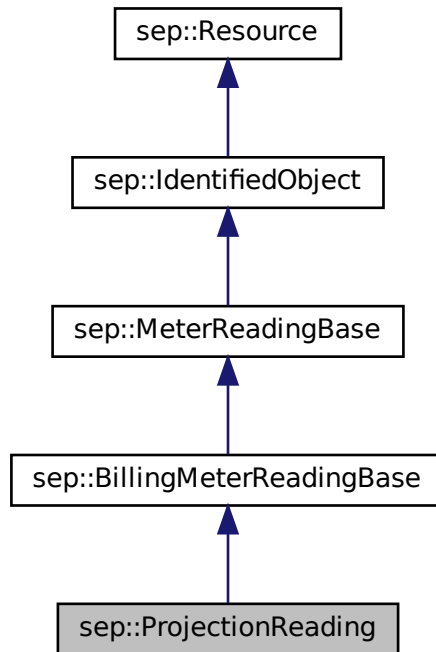 sep::Resource
sep::IdentifiedObject
sep::MeterReadingBase
sep::BillingMeterReadingBase
sep::ProjectionReading